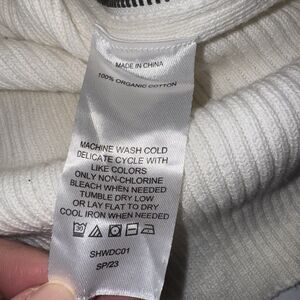 MADE IN CHINA
100% ORGANIC COTTON
MACHINE WASH COLD
DELICATE CYCLE WITH
LIKE COLORS
ONLY NON-CHLORINE
BLEACH WHEN NEEDED
TUMBLE DRY LOW
OR LAY FLAT TO DRY
COOL IRON WHEN NEEDED
30
SHWDC01
SP/23